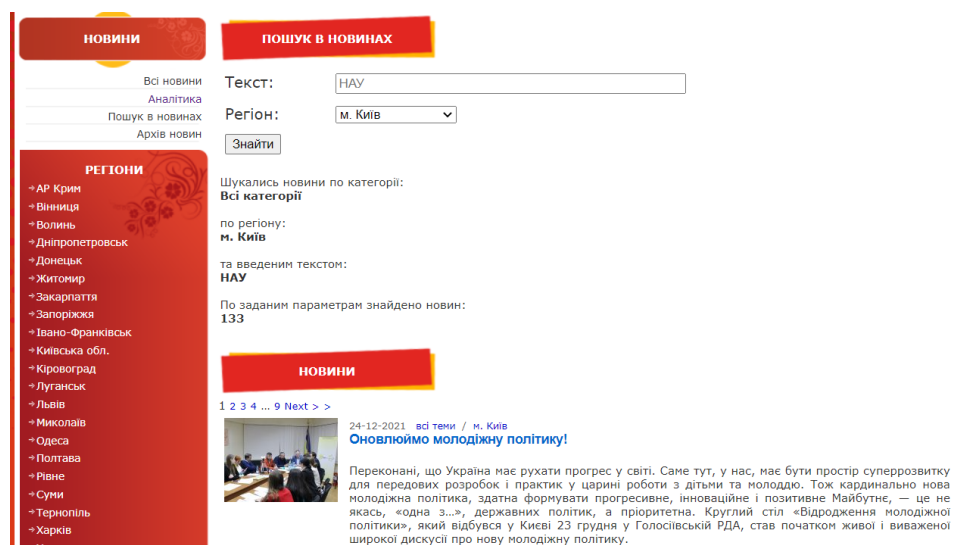 НОВИНИ
Всі новини
Аналітика
Пошук в новинах
Архів новин
РЕГІОНИ
АР Крим
Вінниця
Волинь
Дніпропетровськ
Донецьк
Житомир
Закарпаття
Запоріжжя
Івано-Франківськ
Київська обл.
Кіровоград
Луганськ
Львів
Миколаїв
Одеса
Полтава
Рівне
Суми
Тернопіль
Харків
ПОШУК В НОВИНАХ
Текст: НАУ
Регіон: м. Київ
Знайти
Шукались новини по категорії:
Всі категорії
по регіону:
м. Київ
та введеним текстом:
НАУ
По заданим параметрам знайдено новин:
133
НОВИНИ
1 2 3 4 ... 9 Next > >
24-12-2021 всі теми / м. Київ
Оновлюймо молодіжну політику!
Переконані, що Україна має рухати прогрес у світі. Саме тут, у нас, має бути простір суперрозвитку
для передових розробок і практик у царині роботи з дітьми та молоддю. Тож кардинально нова
молодіжна політика, здатна формувати прогресивне, інноваційне і позитивне Майбутнє, — це не
якась, «одна з...», державних політик, а пріоритетна. Круглий стіл «Відродження молодіжної
політики», який відбувся у Києві 23 грудня у Голосіївській РДА, став початком живої і виваженої
широкої дискусії про нову молодіжну політику.